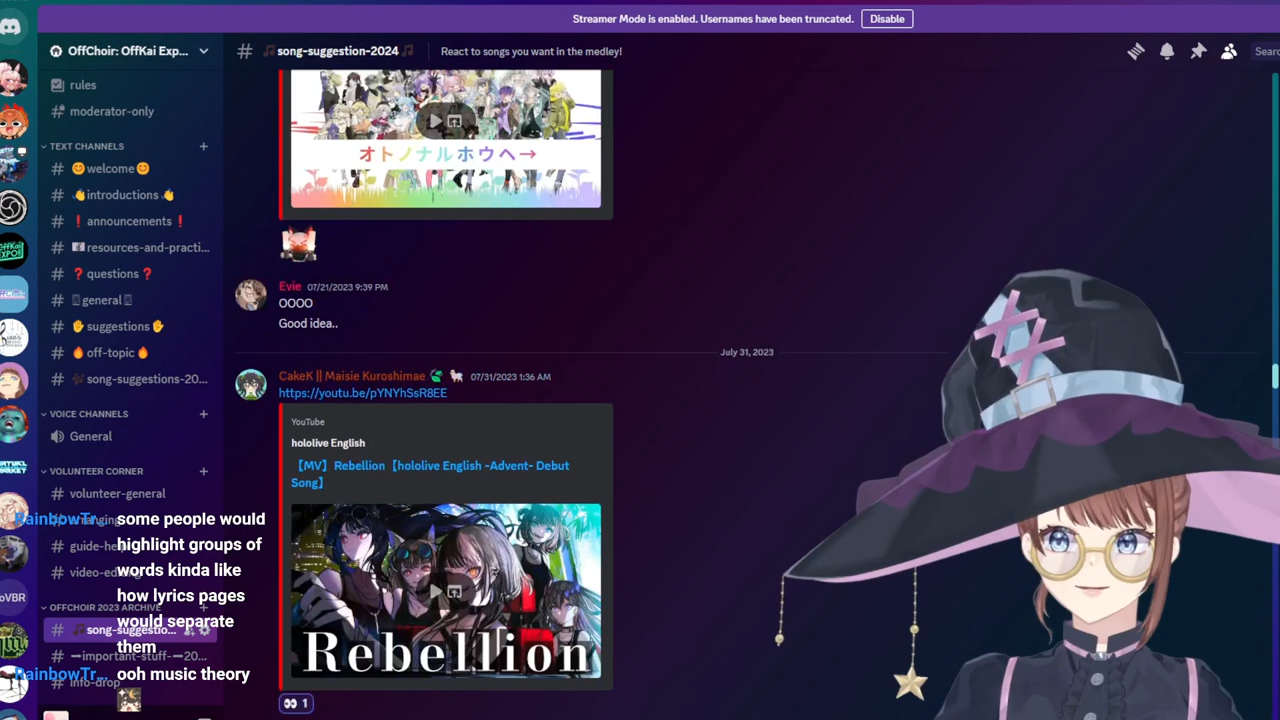 Streamer Mode is enabled. Usernames have been truncated.
Disable
OffChoir: OffKai Exp...
🎵song-suggestion-2024🎵
React to songs you want in the medley!
Searc
rules
moderator-only
TEXT CHANNELS
😊welcome😊
👋introductions👋
❗announcements❗
resources-and-practi...
❓questions❓
general
✋suggestions✋
🔥off-topic🔥
song-suggestions-20...
VOICE CHANNELS
General
VOLUNTEER CORNER
volunteer-general
OFFCHOIR 2023 ARCHIVE
🎵song-suggestio...
important-stuff-➡20...
info-drop
オトノナルホウヘ→
Evie 07/21/2023 9:39 PM
OOOO
Good idea..
July 31, 2023
CakeK || Maisie Kuroshimae 07/31/2023 1:36 AM
https://youtu.be/pYNYhSsR8EE
YouTube
hololive English
【MV】Rebellion【hololive English -Advent- Debut
Song】
Rebellion
👀 1
RainbowTr... some people would
highlight groups of
words kinda like
how lyrics pages
would separate
them
RainbowTr... ooh music theory
OFFKAI
EXPO
oVBR